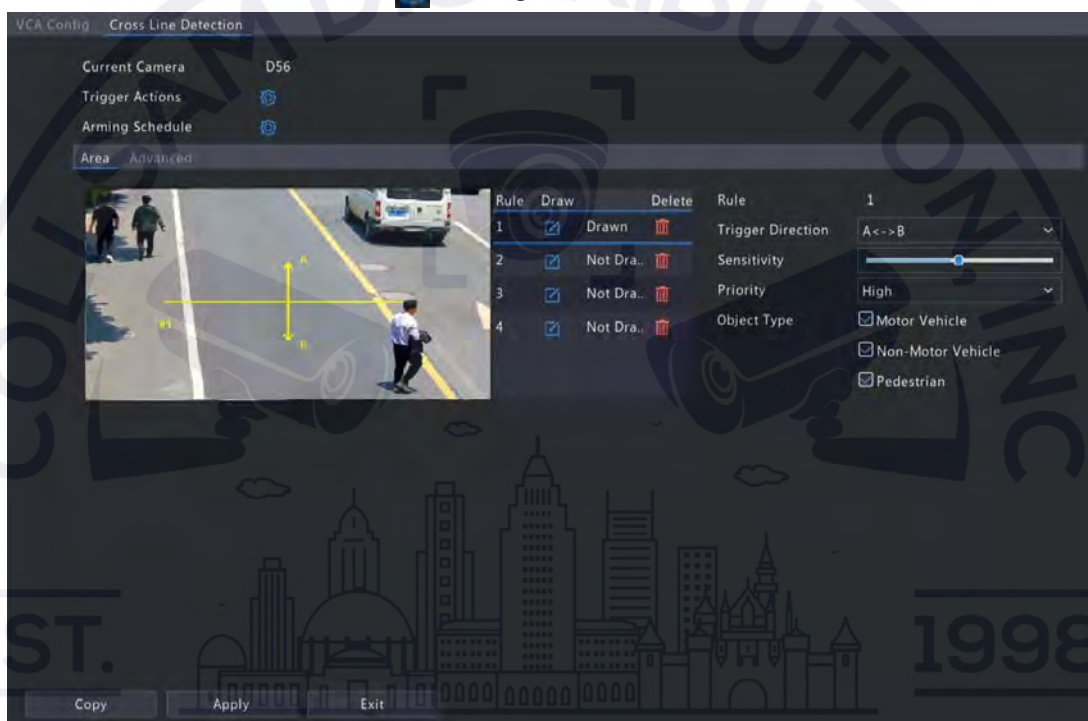 VCA Config Cross Line Detection
Current Camera D56
Trigger Actions
Arming Schedule
Area Advanced
Rule Draw Delete
1 Drawn
2 Not Dra..
3 Not Dra..
4 Not Dra..
Rule 1
Trigger Direction A<->B
Sensitivity
Priority High
Object Type Motor Vehicle
Non-Motor Vehicle
Pedestrian
A
B
Copy Apply Exit
EST. 1998